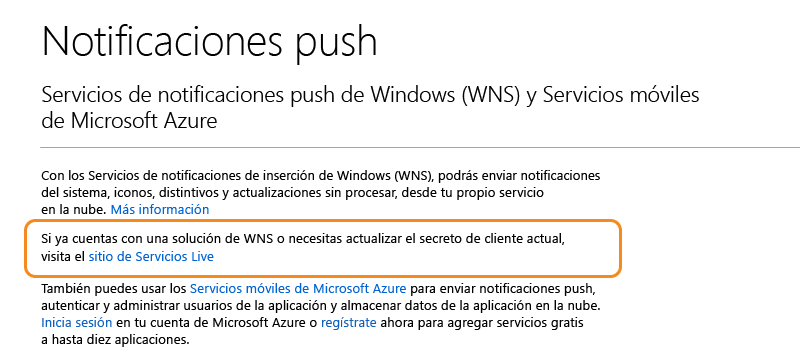 Notificaciones push
Servicios de notificaciones push de Windows (WNS) y Servicios móviles
de Microsoft Azure
Con los Servicios de notificaciones de inserción de Windows (WNS), podrás enviar notificaciones
del sistema, iconos, distintivos y actualizaciones sin procesar, desde tu propio servicio
en la nube. Más información
Si ya cuentas con una solución de WNS o necesitas actualizar el secreto de cliente actual,
visita el sitio de Servicios Live
También puedes usar los Servicios móviles de Microsoft Azure para enviar notificaciones push,
autenticar y administrar usuarios de la aplicación y almacenar datos de la aplicación en la nube.
Inicia sesión en tu cuenta de Microsoft Azure o regístrate ahora para agregar servicios gratis
a hasta diez aplicaciones.